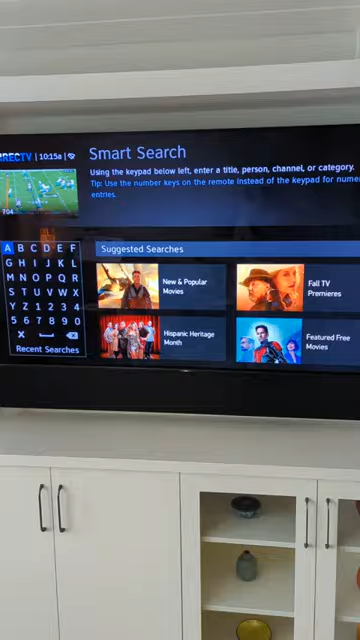 DIRECTV | 10:15a |
Smart Search
Using the keypad below left, enter a title, person, channel, or category.
Tip: Use the number keys on the remote instead of the keypad for
entries.
704
A B C D E F
G H I J K L
M N O P Q R
S T U V W X
Y Z 1 2 3 4
5 6 7 8 9 0
Recent Searches
Suggested Searches
New & Popular
Movies
Fall TV
Premieres
Hispanic Heritage
Month
Featured Free
Movies